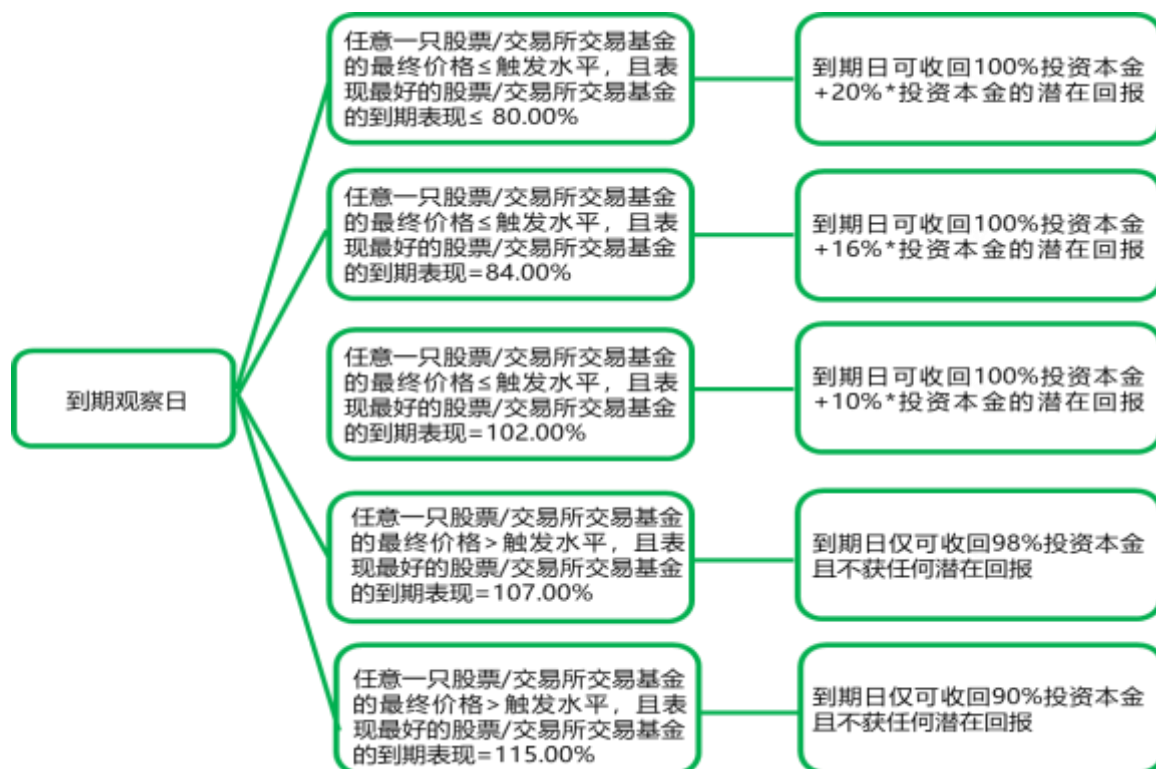 任意一只股票/交易所交易基金
的最终价格≤触发水平，且表
现最好的股票/交易所交易基金
的到期表现≤ 80.00%
到期日可收回100%投资本金
+20%*投资本金的潜在回报
任意一只股票/交易所交易基金
的最终价格≤触发水平，且表
现最好的股票/交易所交易基金
的到期表现=84.00%
到期日可收回100%投资本金
+16%*投资本金的潜在回报
到期观察日
任意一只股票/交易所交易基金
的最终价格≤触发水平，且表
现最好的股票/交易所交易基金
的到期表现=102.00%
到期日可收回100%投资本金
+10%*投资本金的潜在回报
任意一只股票/交易所交易基金
的最终价格>触发水平，且表
现最好的股票/交易所交易基金
的到期表现=107.00%
到期日仅可收回98%投资本金
且不获任何潜在回报
任意一只股票/交易所交易基金
的最终价格>触发水平，且表
现最好的股票/交易所交易基金
的到期表现=115.00%
到期日仅可收回90%投资本金
且不获任何潜在回报